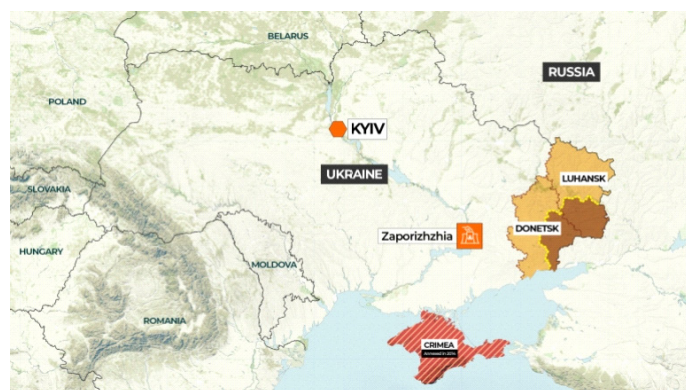 BELARUS
RUSSIA
POLAND
KYIV
UKRAINE
LUHANSK
SLOVAKIA
DONETSK
Zaporizhzhia
HUNGARY
MOLDOVA
ROMANIA
CRIMEA
Annexed in 2014